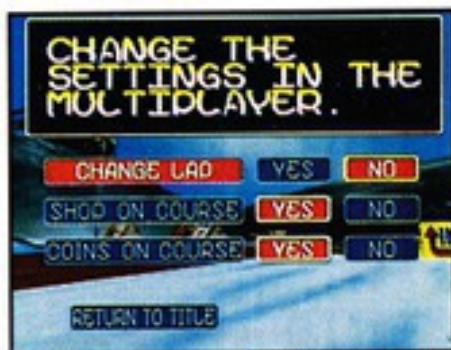 CHANGE THE
SETTINGS IN THE
MULTIPLAYER.
CHANGE LAP YES NO
SHOP ON COURSE YES NO
COINS ON COURSE YES NO
RETURN TO TITLE